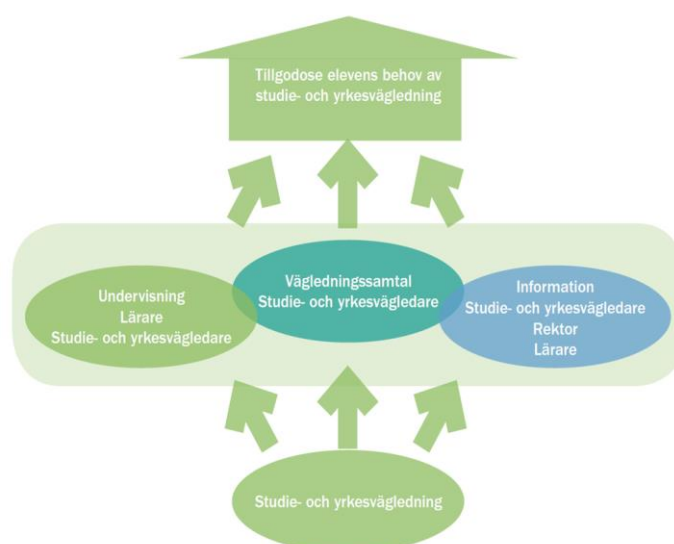 Tillgodose elevens behov av
studie- och yrkesvägledning
Undervisning
Lärare
Studie- och yrkesvägledare
Vägledningssamtal
Studie- och yrkesvägledare
Information
Studie- och yrkesvägledare
Rektor
Lärare
Studie- och yrkesvägledning